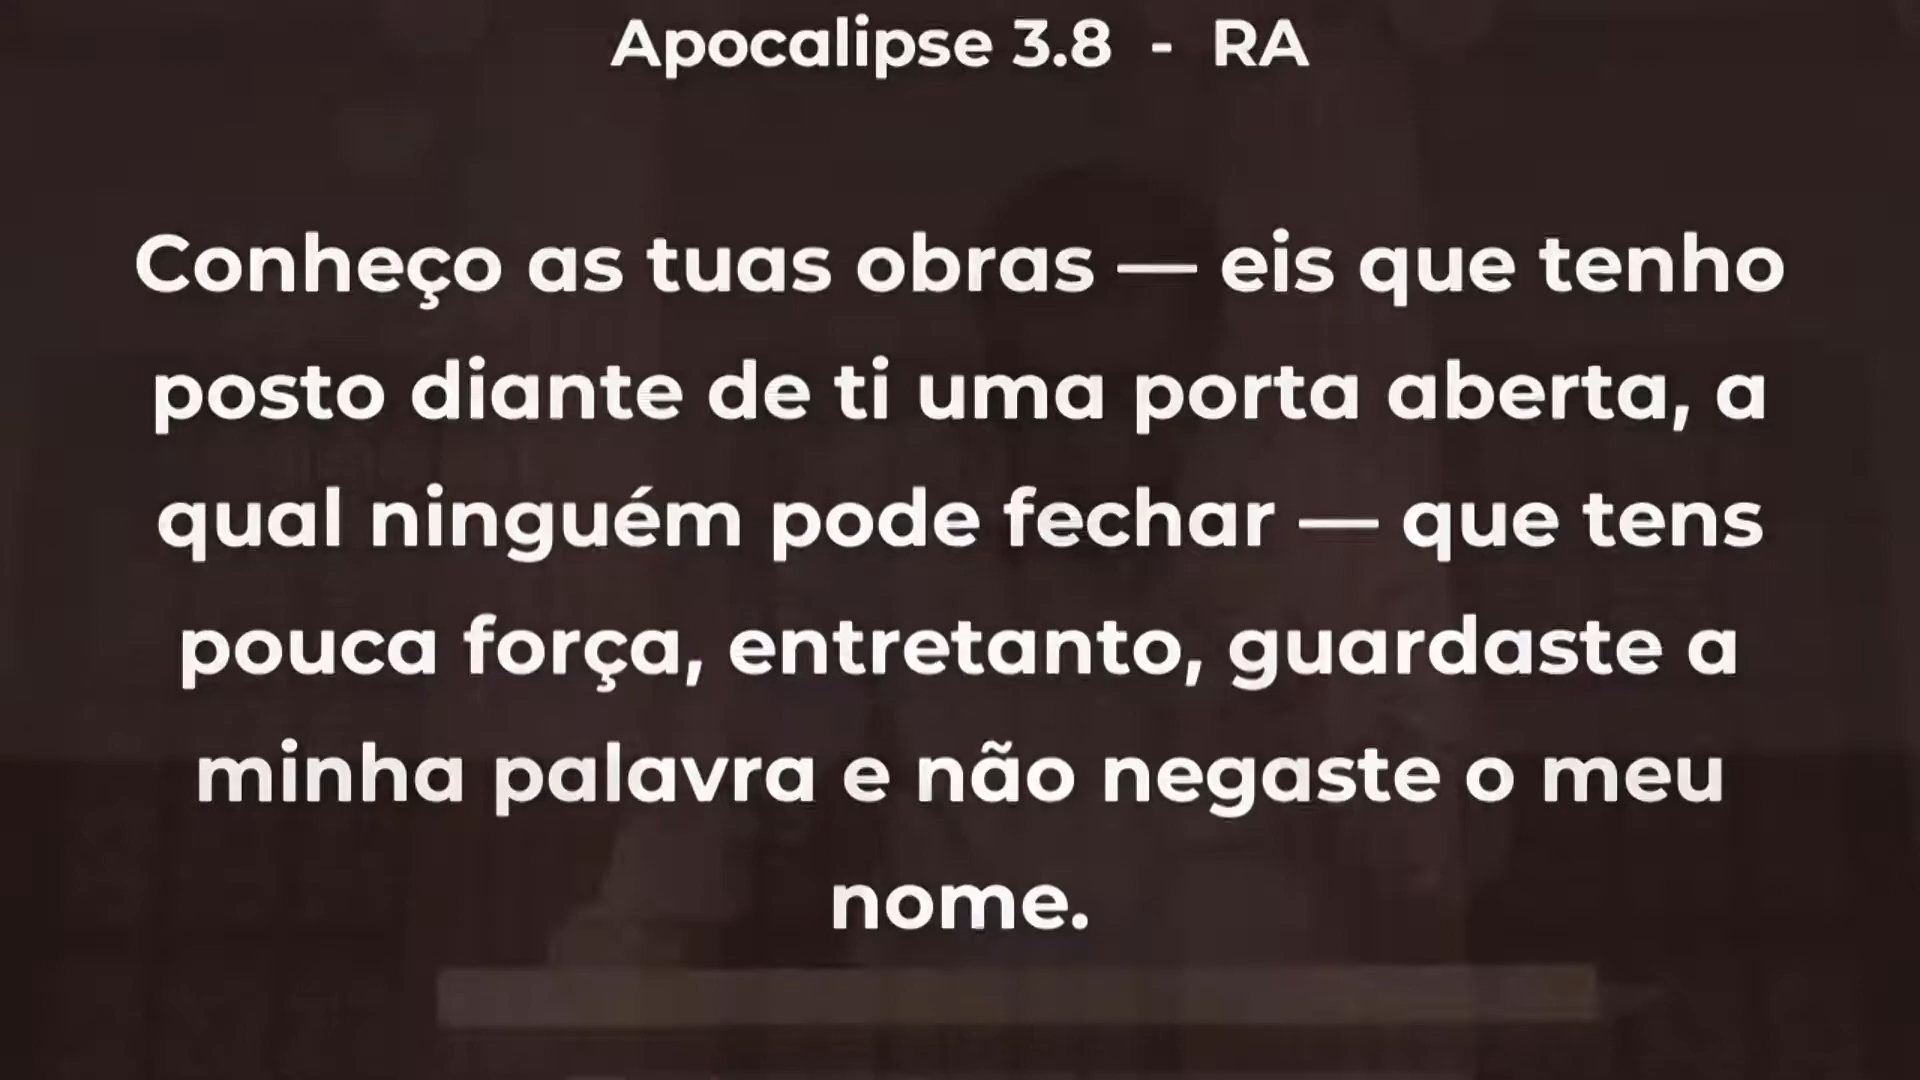 Apocalipse 3.8 - RA
Conheço as tuas obras — eis que tenho
posto diante de ti uma porta aberta, a
qual ninguém pode fechar — que tens
pouca força, entretanto, guardaste a
minha palavra e não negaste o meu
nome.